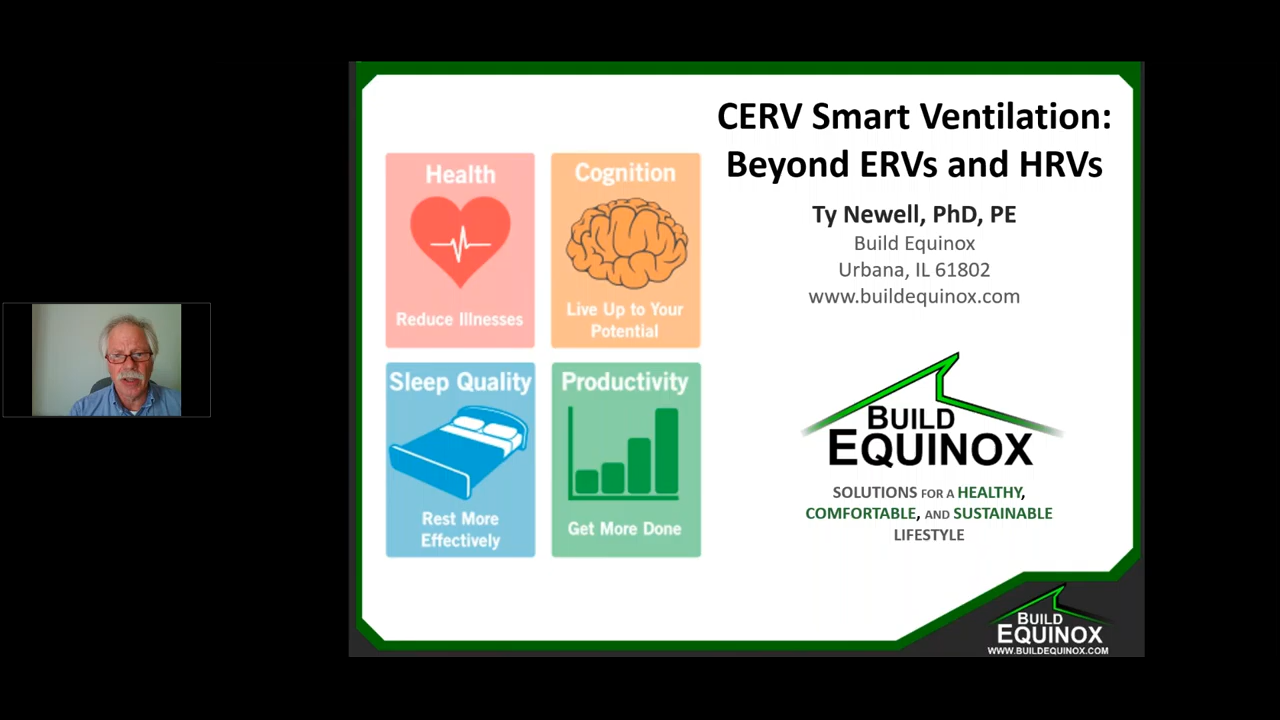 CERV Smart Ventilation:
Beyond ERVs and HRVs
Ty Newell, PhD, PE
Build Equinox
Urbana, IL 61802
www.buildequinox.com
Health
Reduce Illnesses
Cognition
Live Up to Your
Potential
Sleep Quality
Rest More
Effectively
Productivity
Get More Done
BUILD
EQUINOX
SOLUTIONS FOR A HEALTHY,
COMFORTABLE, AND SUSTAINABLE
LIFESTYLE
BUILD
EQUINOX
WWW.BUILDEQUINOX.COM